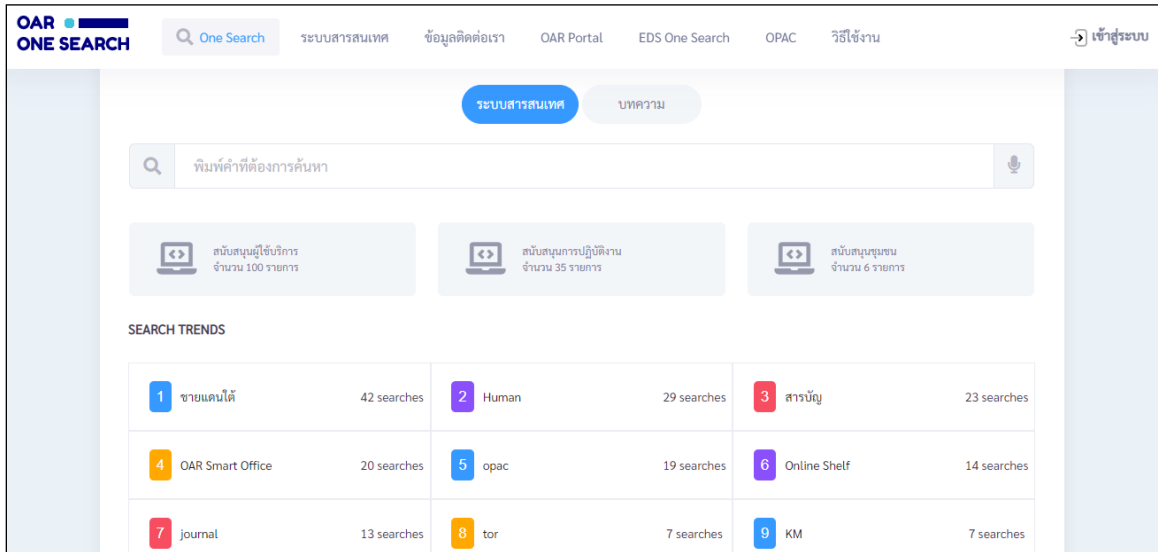 OAR
ONE SEARCH
One Search
ระบบสารสนเทศ
ข้อมูลติดต่อเรา
OAR Portal
EDS One Search
OPAC
วิธีใช้งาน
เข้าสู่ระบบ
ระบบสารสนเทศ
บทความ
พิมพ์คำที่ต้องการค้นหา
สนับสนุนผู้ใช้บริการ
จำนวน 100 รายการ
สนับสนุนการปฏิบัติงาน
จำนวน 35 รายการ
สนับสนุนชุมชน
จำนวน 6 รายการ
SEARCH TRENDS
1 ชายแดนใต้ 42 searches
2 Human 29 searches
3 สารบัญ 23 searches
4 OAR Smart Office 20 searches
5 opac 19 searches
6 Online Shelf 14 searches
7 journal 13 searches
8 tor 7 searches
9 KM 7 searches